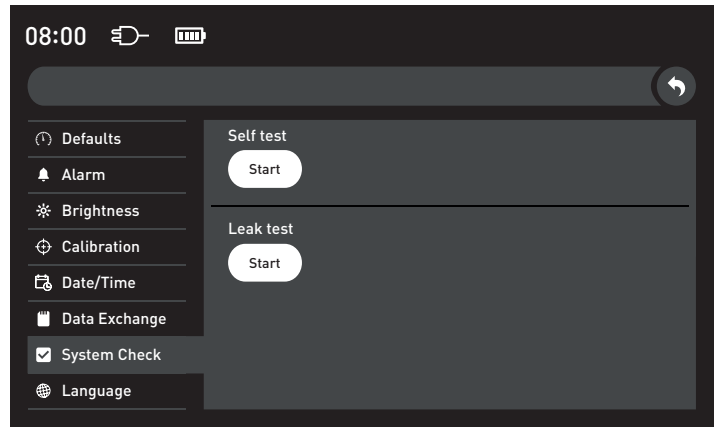 08:00
Defaults
Alarm
Brightness
Calibration
Date/Time
Data Exchange
System Check
Language
Self test
Start
Leak test
Start